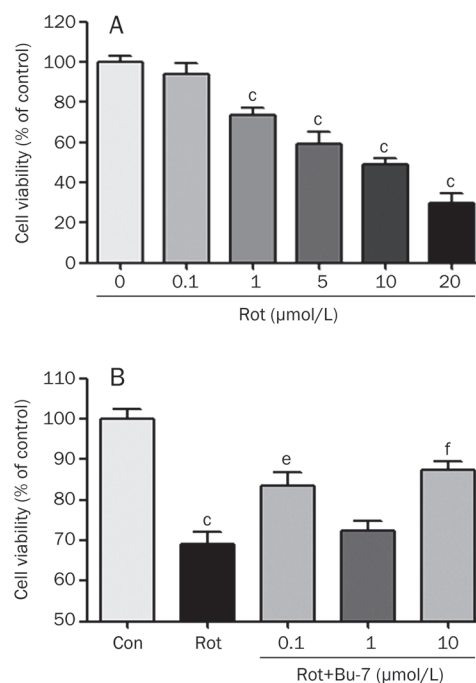 A
Cell viability (% of control)
120
100
80
60
40
20
0
c
c
c
c
0 0.1 1 5 10 20
Rot (μmol/L)
B
Cell viability (% of control)
110
100
90
80
70
60
50
c
e
f
Con Rot 0.1 1 10
Rot+Bu-7 (μmol/L)